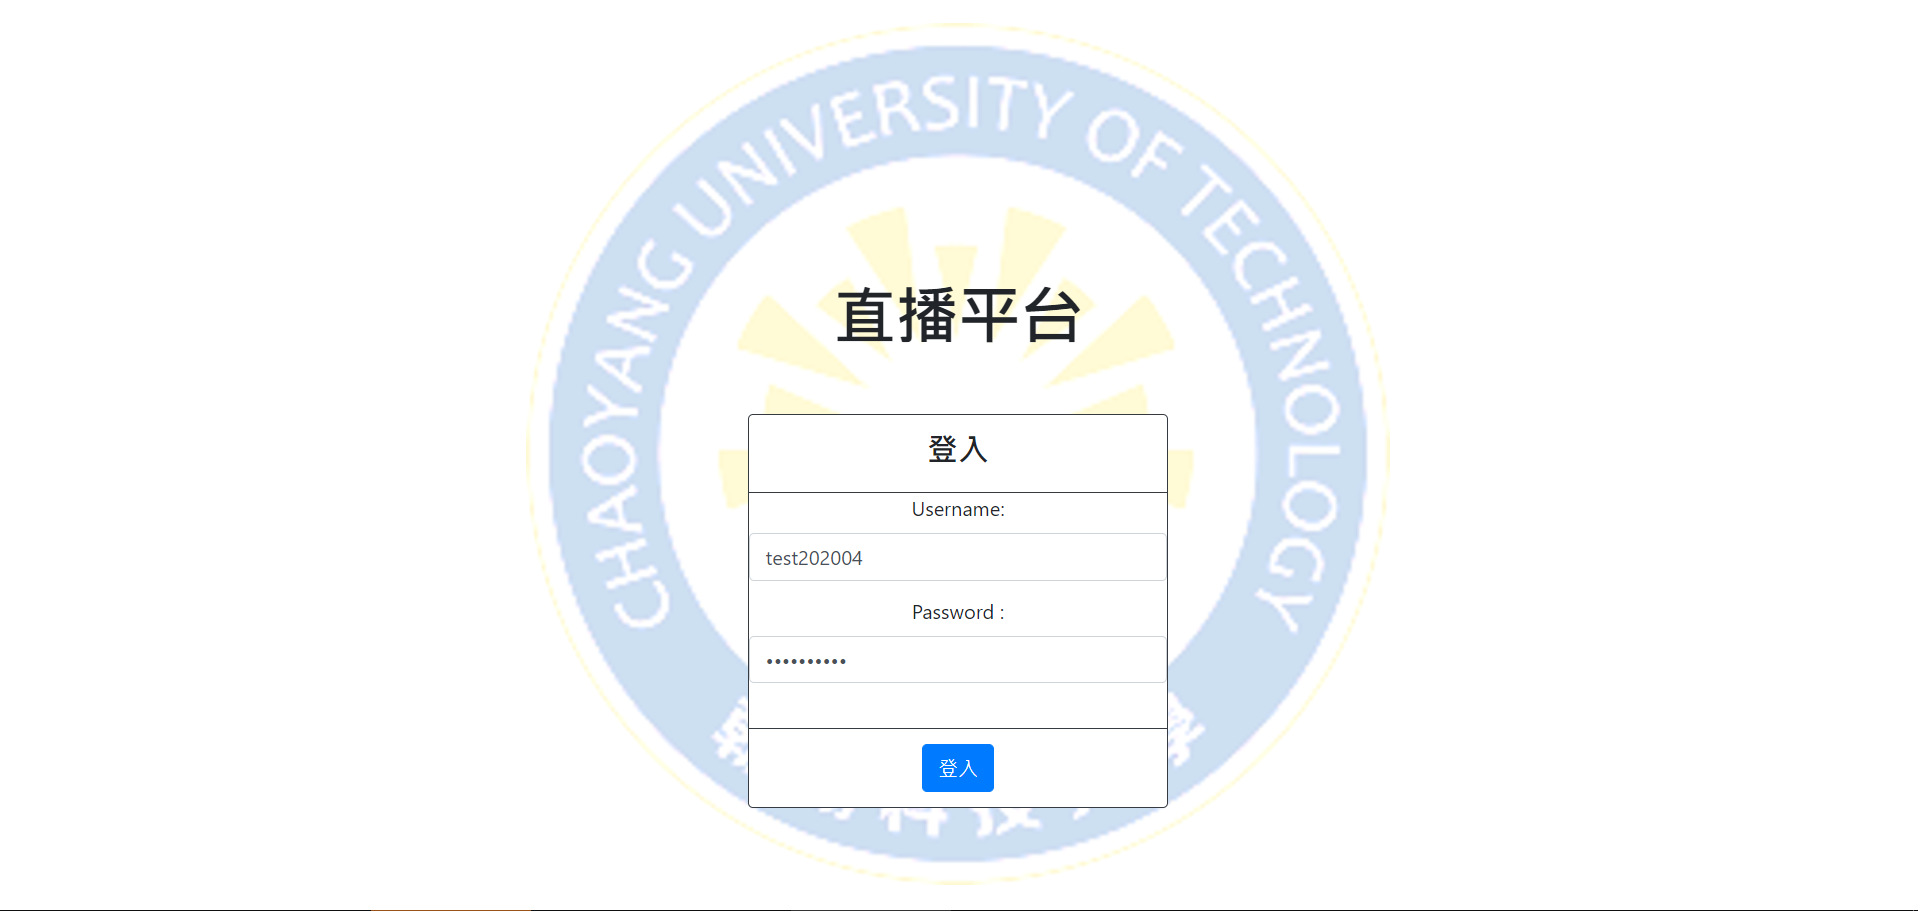 CHAOYANG UNIVERSITY OF TECHNOLOGY
直播平台
登入
Username:
test202004
Password :
••••••••••
登入